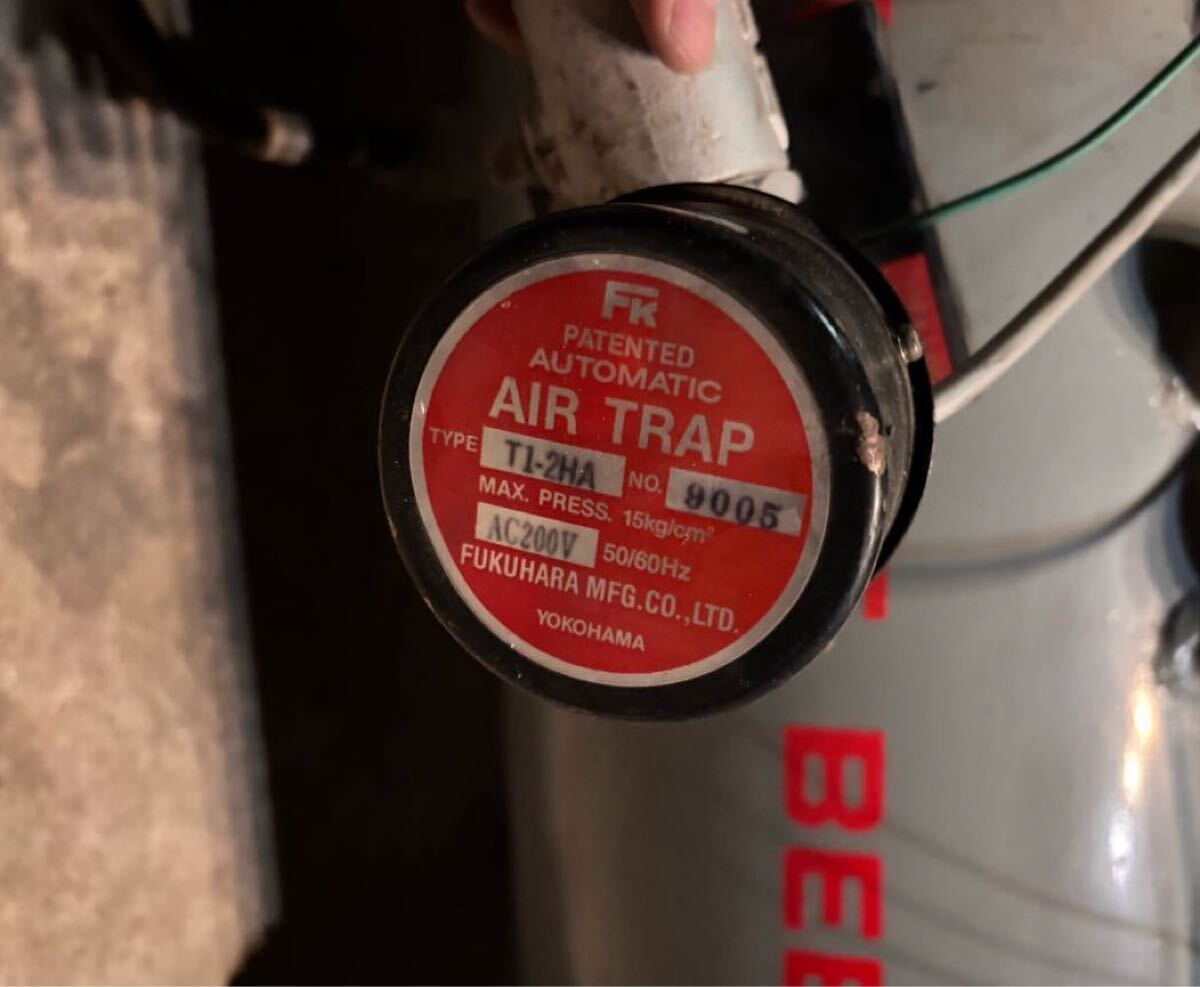 FK
PATENTED
AUTOMATIC
AIR TRAP
TYPE T1-2HA NO. 9005
MAX. PRESS. 15kg/cm²
AC200V 50/60Hz
FUKUHARA MFG.CO.,LTD.
YOKOHAMA
BEE